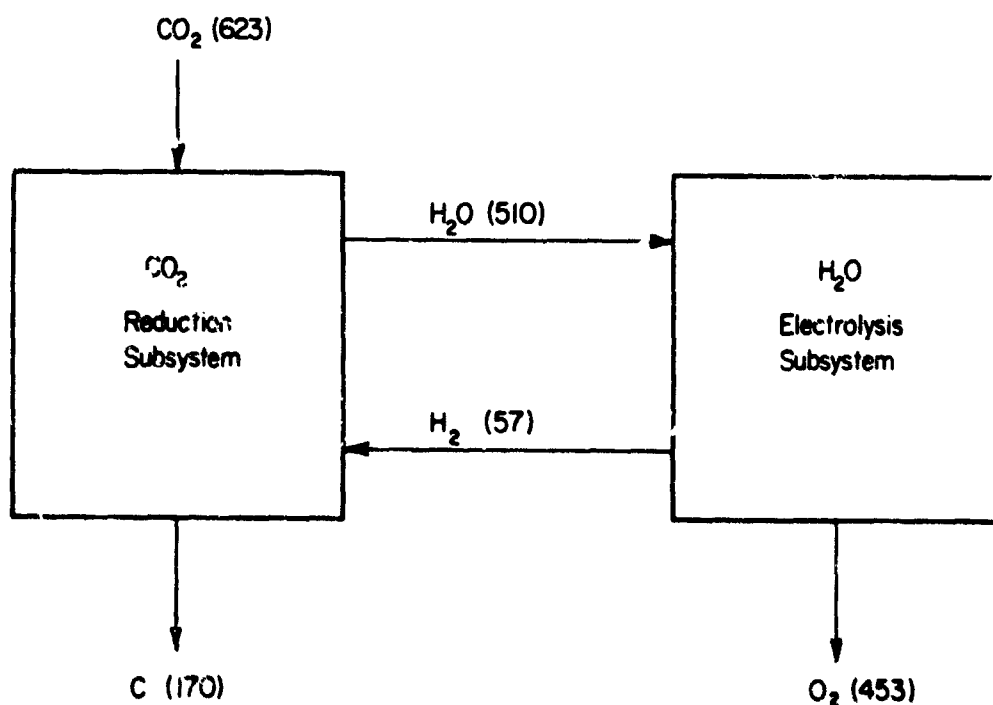 CO₂ (623)
CO₂
Reduction
Subsystem
H₂O (510)
H₂ (57)
H₂O
Electrolysis
Subsystem
C (170)
O₂ (453)